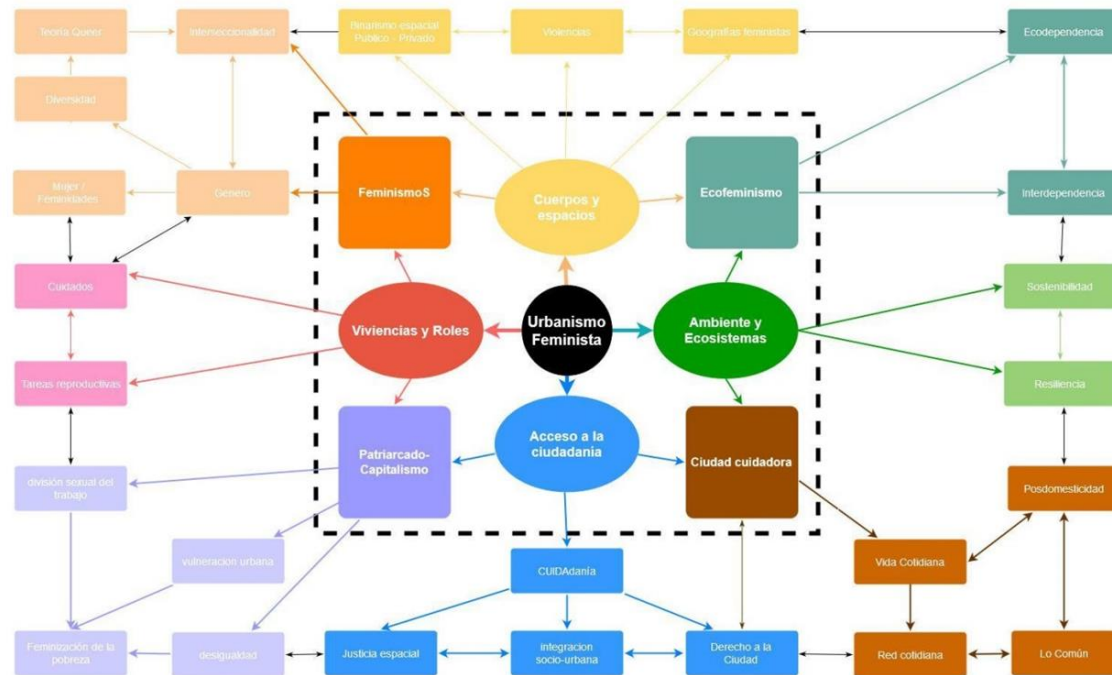 Teoría Queer
Interseccionalidad
Binarismo espacial
Público - Privado
Violencias
Geografías feministas
Ecodependencia
Diversidad
Mujer /
Feminidades
Género
FeminismoS
Cuerpos y
espacios
Ecofeminismo
Interdependencia
Cuidados
Viviencias y Roles
Urbanismo
Feminista
Ambiente y
Ecosistemas
Sostenibilidad
Tareas reproductivas
Resiliencia
Patriarcado-
Capitalismo
Acceso a la
ciudadanía
Ciudad cuidadora
división sexual del
trabajo
Posdomesticidad
vulneracion urbana
CUIDAdanía
Vida Cotidiana
Feminización de la
pobreza
desigualdad
Justicia espacial
integracion
socio-urbana
Derecho a la
Ciudad
Red cotidiana
Lo Común